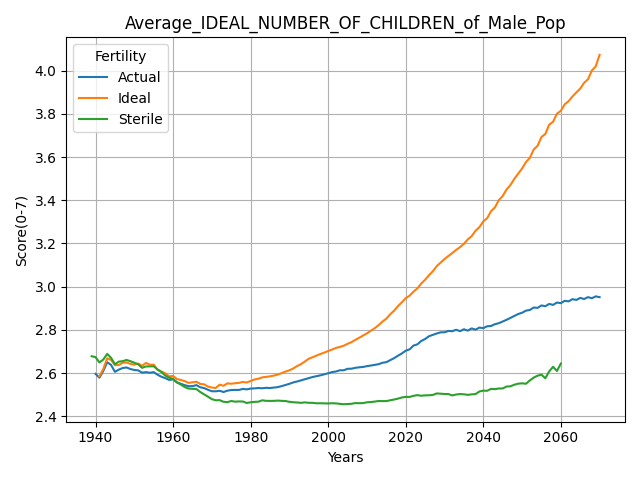 Average_IDEAL_NUMBER_OF_CHILDREN_of_Male_Pop
Fertility
Actual
Ideal
Sterile
Score(0-7)
4.0
3.8
3.6
3.4
3.2
3.0
2.8
2.6
2.4
1940 1960 1980 2000 2020 2040 2060
Years